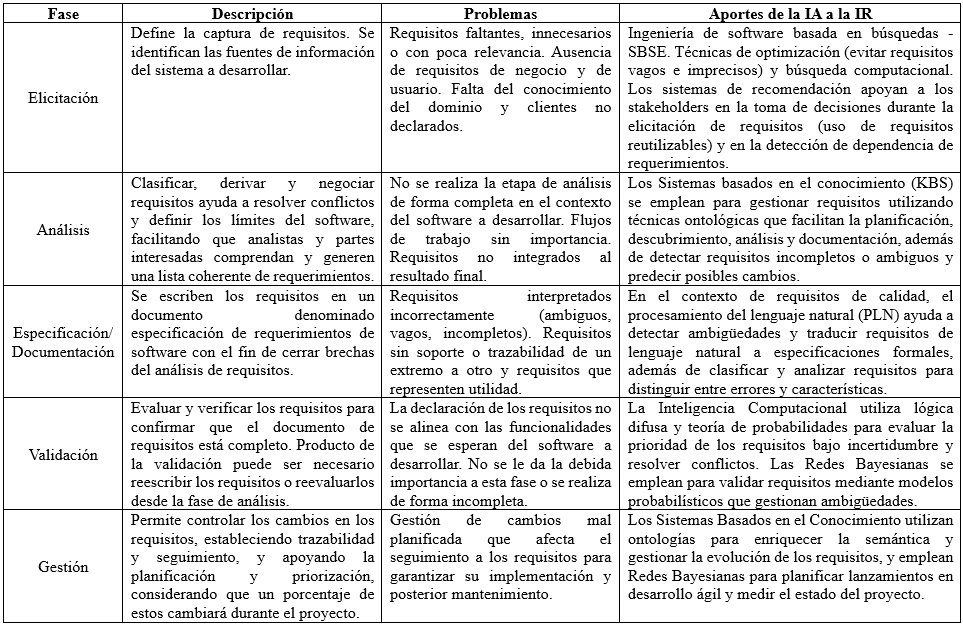 Fase Descripción Problemas Aportes de la IA a la IR
Elicitación
Define la captura de requisitos. Se
identifican las fuentes de información
del sistema a desarrollar.
Requisitos faltantes, innecesarios
o con poca relevancia. Ausencia
de requisitos de negocio y de
usuario. Falta del conocimiento
del dominio y clientes no
declarados.
Ingeniería de software basada en búsquedas -
SBSE. Técnicas de optimización (evitar requisitos
vagos e imprecisos) y búsqueda computacional.
Los sistemas de recomendación apoyan a los
stakeholders en la toma de decisiones durante la
elicitación de requisitos (uso de requisitos
reutilizables) y en la detección de dependencia de
requerimientos.
Análisis
Clasificar, derivar y negociar
requisitos ayuda a resolver conflictos
y definir los límites del software,
facilitando que analistas y partes
interesadas comprendan y generen
una lista coherente de requerimientos.
No se realiza la etapa de análisis
de forma completa en el contexto
del software a desarrollar. Flujos
de trabajo sin importancia.
Requisitos no integrados al
resultado final.
Los Sistemas basados en el conocimiento (KBS)
se emplean para gestionar requisitos utilizando
técnicas ontológicas que facilitan la planificación,
descubrimiento, análisis y documentación, además
de detectar requisitos incompletos o ambiguos y
predecir posibles cambios.
Especificación/
Documentación
Se escriben los requisitos en un
documento denominado
especificación de requerimientos de
software con el fin de cerrar brechas
del análisis de requisitos.
Requisitos interpretados
incorrectamente (ambiguos,
vagos, incompletos). Requisitos
sin soporte o trazabilidad de un
extremo a otro y requisitos que
representen utilidad.
En el contexto de requisitos de calidad, el
procesamiento del lenguaje natural (PLN) ayuda a
detectar ambigüedades y traducir requisitos de
lenguaje natural a especificaciones formales,
además de clasificar y analizar requisitos para
distinguir entre errores y características.
Validación
Evaluar y verificar los requisitos para
confirmar que el documento de
requisitos está completo. Producto de
la validación puede ser necesario
reescribir los requisitos o reevaluarlos
desde la fase de análisis.
La declaración de los requisitos no
se alinea con las funcionalidades
que se esperan del software a
desarrollar. No se le da la debida
importancia a esta fase o se realiza
de forma incompleta.
La Inteligencia Computacional utiliza lógica
difusa y teoría de probabilidades para evaluar la
prioridad de los requisitos bajo incertidumbre y
resolver conflictos. Las Redes Bayesianas se
emplean para validar requisitos mediante modelos
probabilísticos que gestionan ambigüedades.
Gestión
Permite controlar los cambios en los
requisitos, estableciendo trazabilidad
y seguimiento, y apoyando la
planificación y priorización,
considerando que un porcentaje de
estos cambiará durante el proyecto.
Gestión de cambios mal
planificada que afecta el
seguimiento a los requisitos para
garantizar su implementación y
posterior mantenimiento.
Los Sistemas Basados en el Conocimiento utilizan
ontologías para enriquecer la semántica y
gestionar la evolución de los requisitos, y emplean
Redes Bayesianas para planificar lanzamientos en
desarrollo ágil y medir el estado del proyecto.